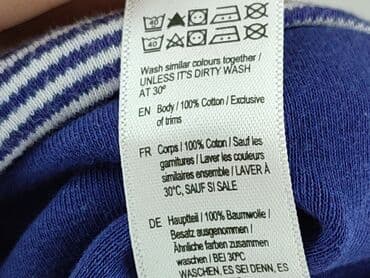 40
40
Wash similar colours together /
UNLESS IT'S DIRTY WASH
AT 30°
EN Body / 100% Cotton / Exclusive
of trims
FR Corps / 100% Coton / Sauf les
garnitures / Laver les couleurs
similaires ensemble / LAVER À
30°C, SAUF SI SALE
DE Hauptteil / 100% Baumwolle /
Besatz ausgenommen /
Ähnliche farben zusammen
waschen / BEI 30°C
WASCHEN, ES SEI DENN, ES